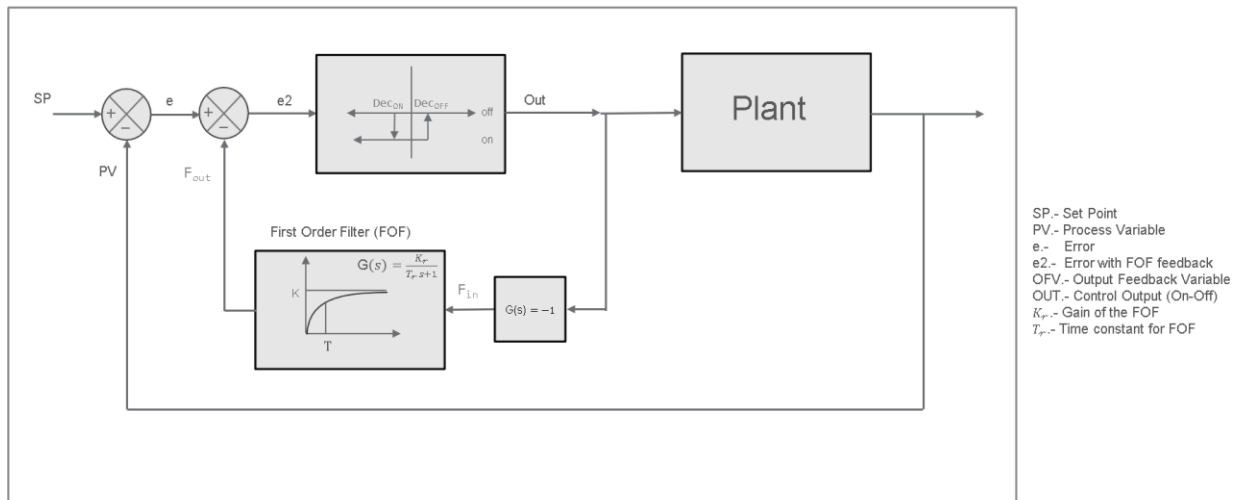 SP
+
−
e
+
−
e2
Dec_ON
Dec_OFF
off
on
Out
Plant
PV
F_out
First Order Filter (FOF)
G(s) = K_r / (T_r s+1)
K
T
F_in
G(s) = −1
SP.- Set Point
PV.- Process Variable
e.- Error
e2.- Error with FOF feedback
OFV.- Output Feedback Variable
OUT.- Control Output (On-Off)
K_r.- Gain of the FOF
T_r.- Time constant for FOF